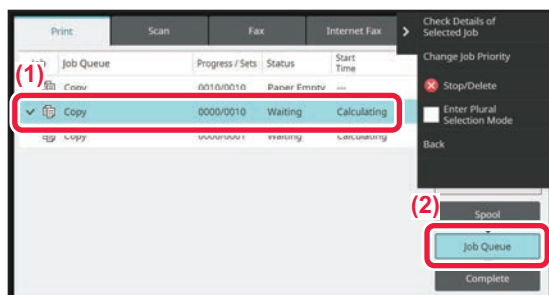 Print Scan Fax Internet Fax
Job Queue Progress / Sets Status Start
Time
(1)
Copy 0010/0010 Paper Empty ---
Copy 0000/0010 Waiting Calculating
Copy 0000/0001 Waiting Calculating
Check Details of
Selected Job
Change Job Priority
Stop/Delete
Enter Plural
Selection Mode
Back
(2)
Spool
Job Queue
Complete